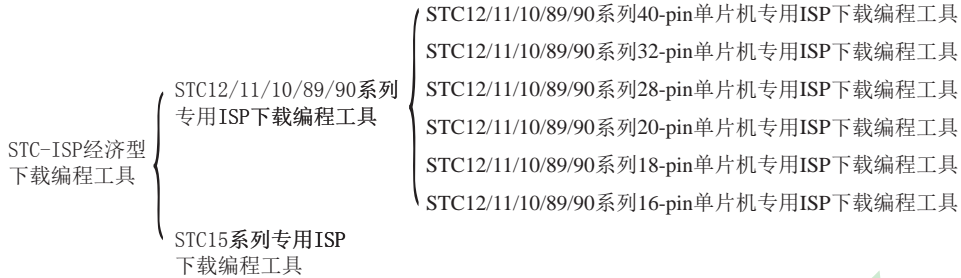 STC-ISP经济型
下载编程工具
STC12/11/10/89/90系列
专用ISP下载编程工具
STC12/11/10/89/90系列40-pin单片机专用ISP下载编程工具
STC12/11/10/89/90系列32-pin单片机专用ISP下载编程工具
STC12/11/10/89/90系列28-pin单片机专用ISP下载编程工具
STC12/11/10/89/90系列20-pin单片机专用ISP下载编程工具
STC12/11/10/89/90系列18-pin单片机专用ISP下载编程工具
STC12/11/10/89/90系列16-pin单片机专用ISP下载编程工具
STC15系列专用ISP
下载编程工具